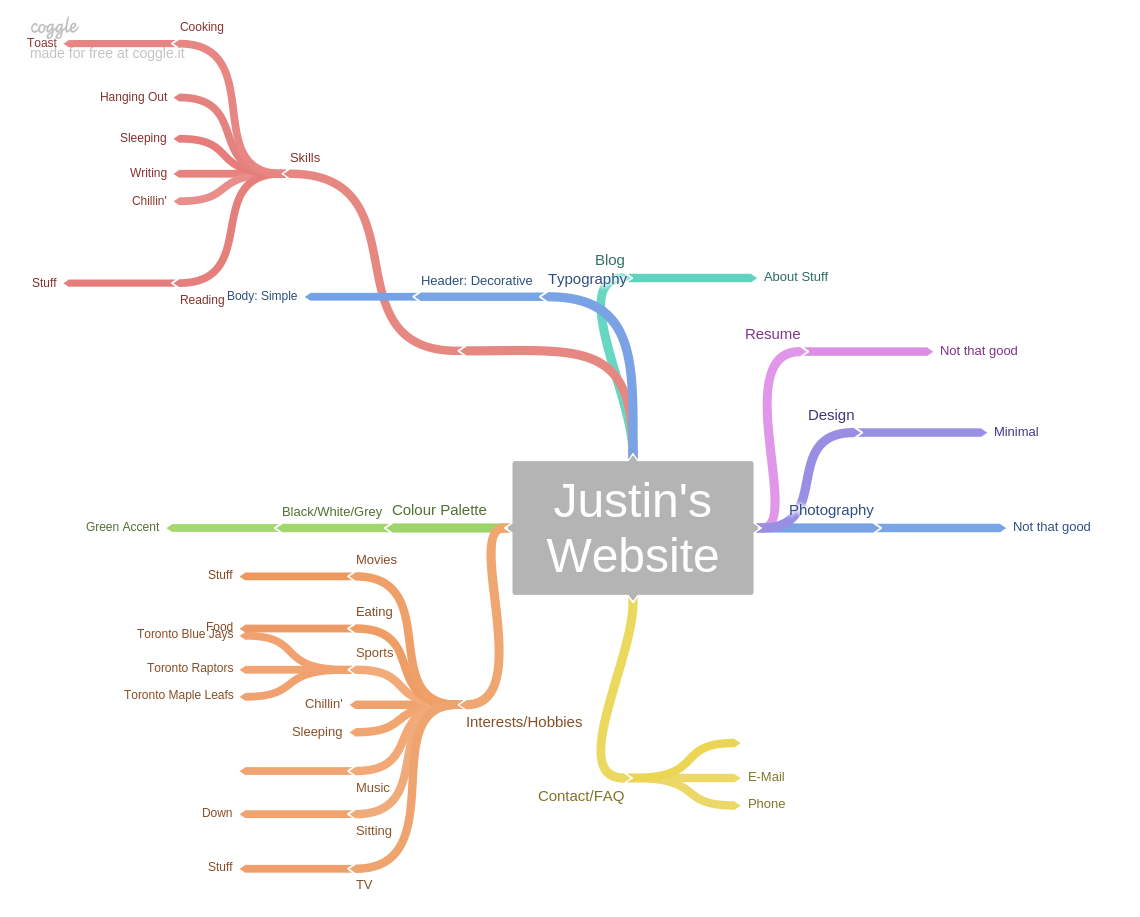 coggle
made for free at coggle.it
Cooking
Toast
Hanging Out
Sleeping
Writing
Chillin'
Skills
Stuff
Reading
Body: Simple
Header: Decorative
Typography
Blog
About Stuff
Resume
Not that good
Design
Minimal
Photography
Not that good
Justin's
Website
Colour Palette
Black/White/Grey
Green Accent
Movies
Stuff
Eating
Food
Sports
Toronto Blue Jays
Toronto Raptors
Toronto Maple Leafs
Chillin'
Sleeping
Interests/Hobbies
Music
Down
Sitting
Stuff
TV
Contact/FAQ
E-Mail
Phone